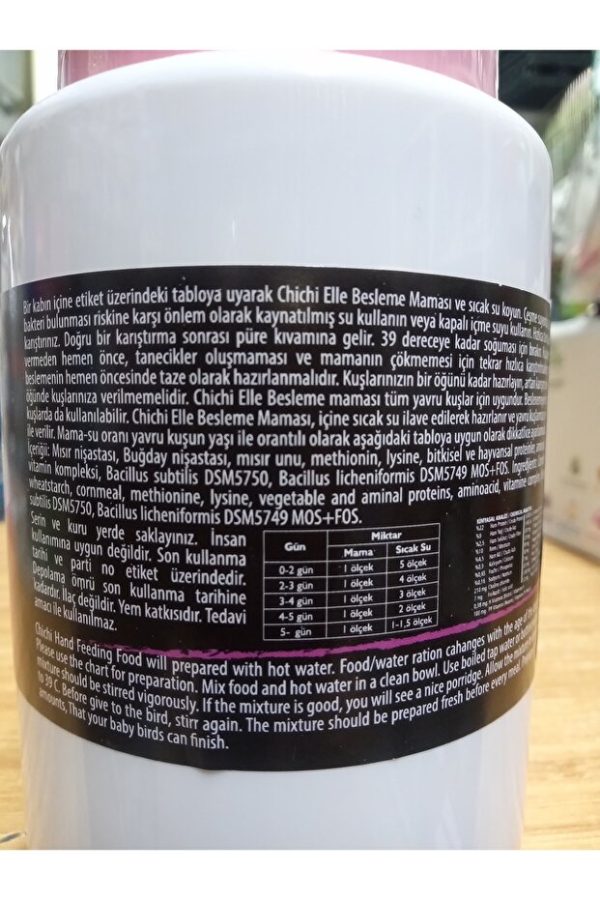 Bir kabın içine etiket üzerindeki tabloya uyarak Chichi Elle Besleme Maması ve sıcak su koyun. Çeşme
bakteri bulunması riskine karşı önlem olarak kaynatılmış su kullanın veya kapalı içme suyu kullanın.
karıştırınız. Doğru bir karıştırma sonrası püre kıvamına gelir. 39 dereceye kadar soğuması için
vermeden hemen önce, tanecikler oluşmaması ve mamanın çökmemesi için tekrar hızlıca
beslemenin hemen öncesinde taze olarak hazırlanmalıdır. Kuşlarınızın bir öğünü kadar hazırlayın,
öğünde kuşlarınıza verilmemelidir. Chichi Elle Besleme maması tüm yavru kuşlar için uygundur.
kuşlarda da kullanılabilir. Chichi Elle Besleme Maması, içine sıcak su ilave edilerek hazırlanır ve
ile verilir. Mama-su oranı yavru kuşun yaşı ile orantılı olarak aşağıdaki tabloya uygun olarak dikkatlice
İçeriği: Mısır nişastası, Buğday nişastası, mısır unu, methionin, lysine, bitkisel ve hayvansal proteinler,
vitamin kompleksi, Bacillus subtilis DSM5750, Bacillus licheniformis DSM5749 MOS+FOS.
wheatstarch, cornmeal, methionine, lysine, vegetable and aminal proteins, aminoacid, vitamine
subtilis DSM5750, Bacillus licheniformis DSM5749 MOS+FOS.
Serin ve kuru yerde saklayınız. İnsan
kullanımına uygun değildir. Son kullanma
tarihi ve parti no etiket üzerindedir.
Depolama ömrü son kullanma tarihine
kadardır. İlaç değildir. Yem katkısıdır. Tedavi
amacı ile kullanılmaz.
Gün Miktar
Mama Sıcak Su
0-2 gün 1 ölçek 5 ölçek
2-3 gün 1 ölçek 4 ölçek
3-4 gün 1 ölçek 3 ölçek
4-5 gün 1 ölçek 2 ölçek
5- gün 1 ölçek 1-1,5 ölçek
Chichi Hand Feeding Food will prepared with hot water. Food/water ration cahanges with the age of the
Please use the chart for preparation. Mix food and hot water in a clean bowl. Use boiled tap water or
mixture should be stirred vigorously. If the mixture is good, you will see a nice porridge. Allow the
to 39 C. Before give to the bird, stirr again. The mixture should be prepared fresh before every meal.
amounts, That your baby birds can finish.